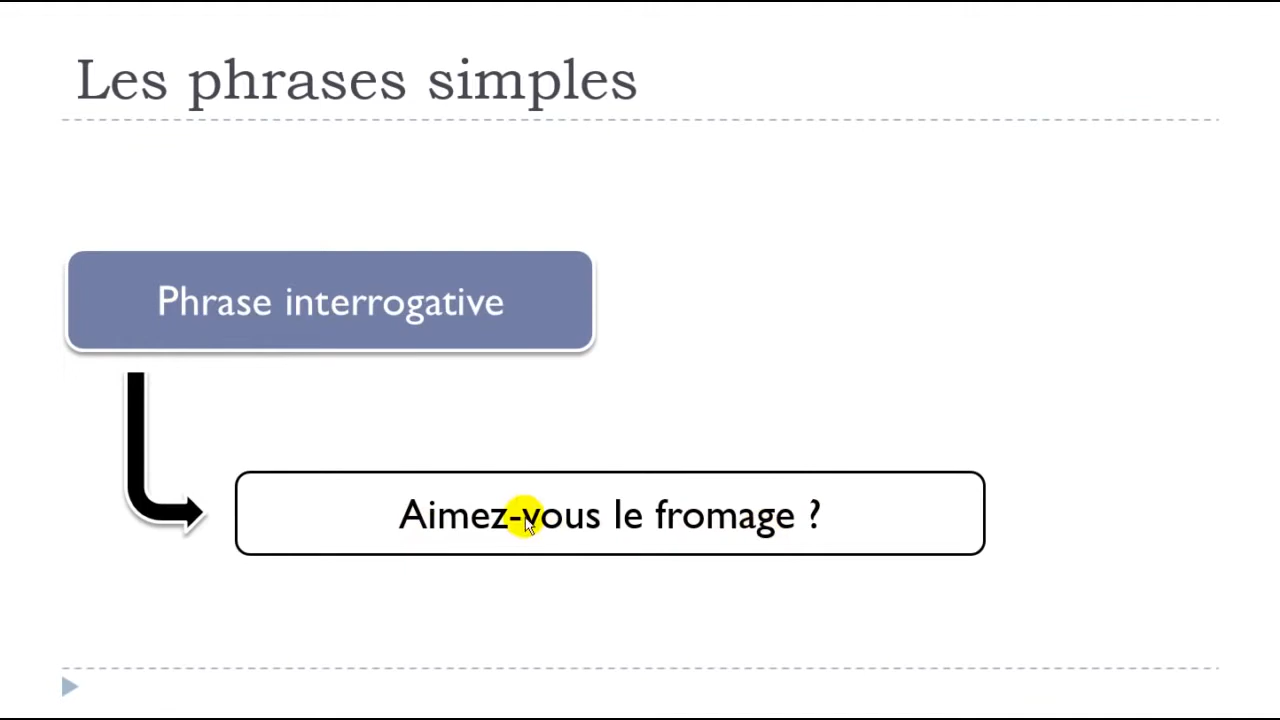 Les phrases simples
Phrase interrogative
Aimez-vous le fromage ?